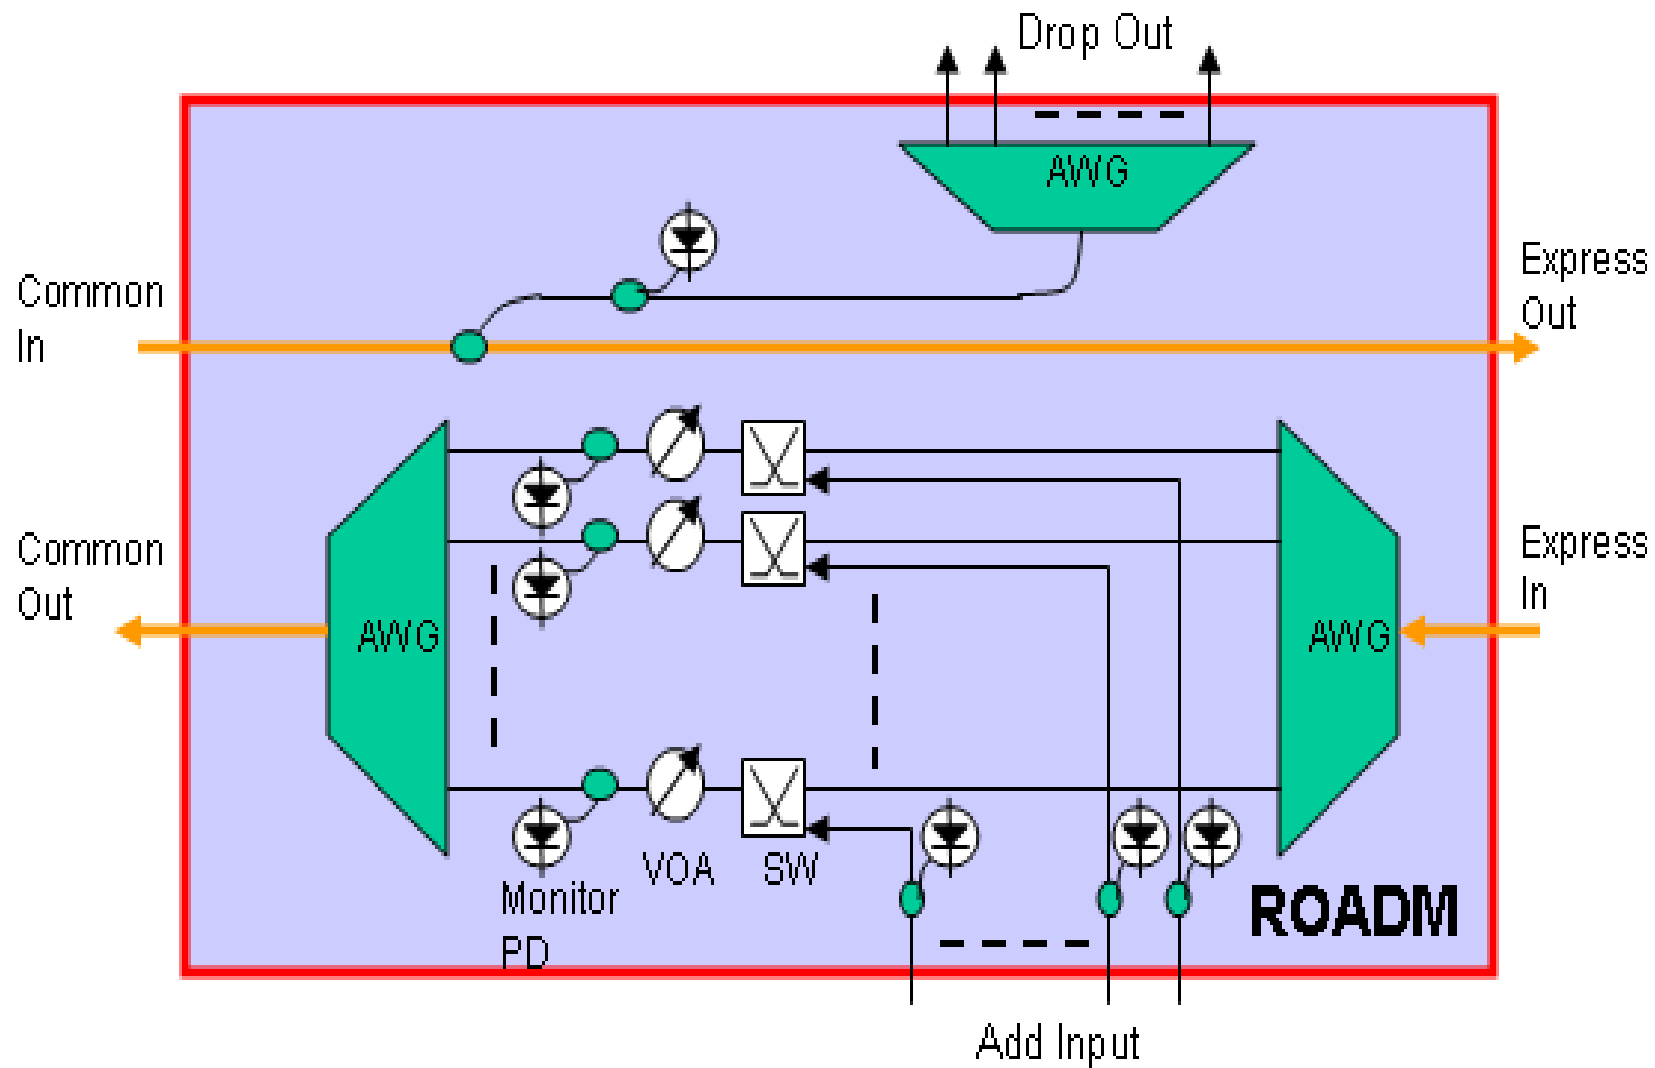 Drop Out
AWG
Express
Out
Common
In
Common
Out
AWG
AWG
Express
In
VOA
SW
Monitor
PD
ROADM
Add Input